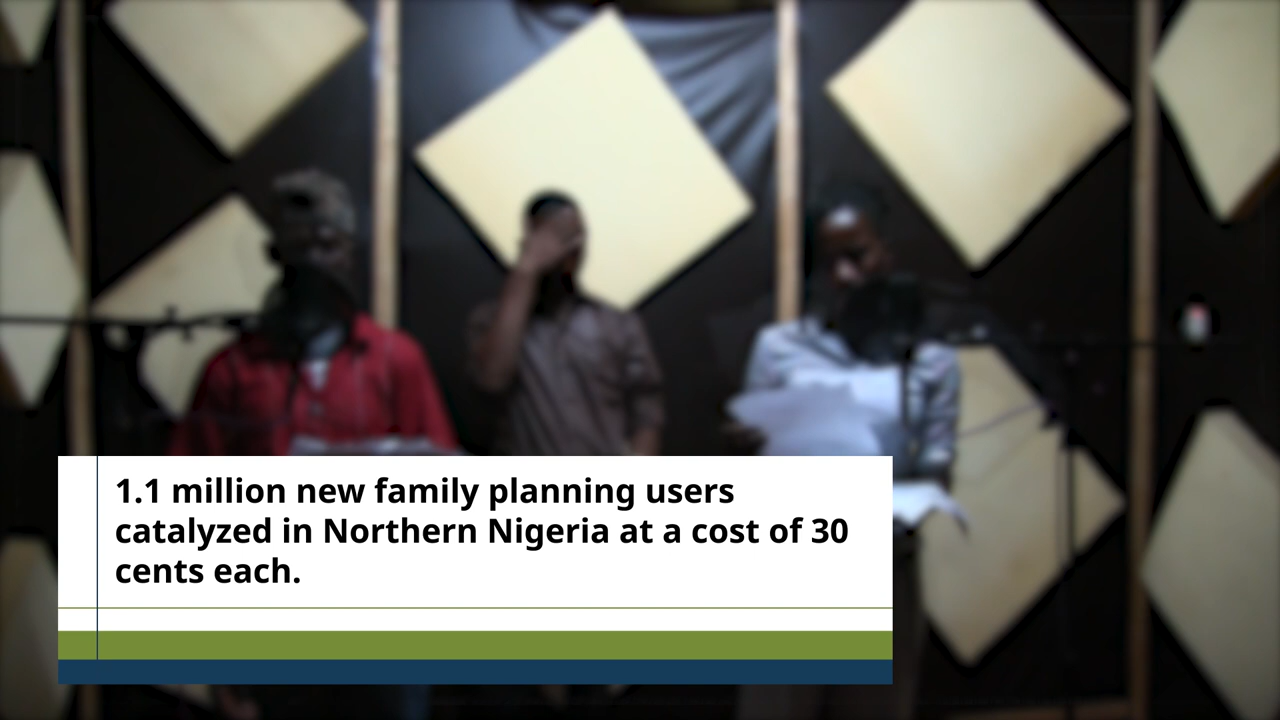 1.1 million new family planning users
catalyzed in Northern Nigeria at a cost of 30
cents each.